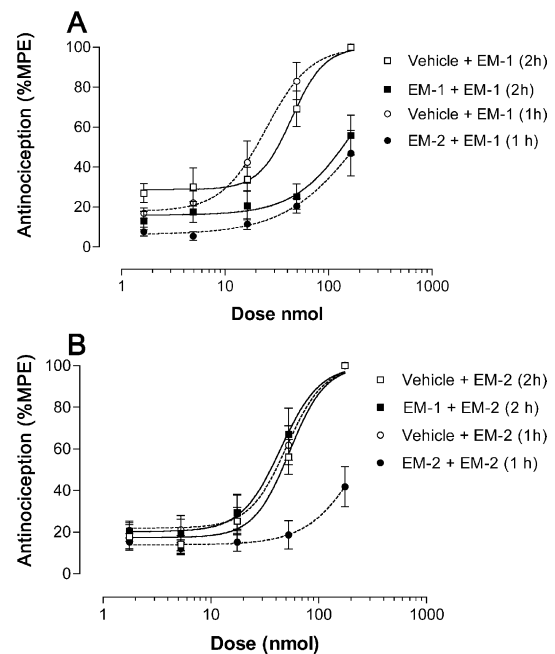 A
Antinociception (%MPE)
100
80
60
40
20
0
1
10
100
1000
Dose nmol
Vehicle + EM-1 (2h)
EM-1 + EM-1 (2h)
Vehicle + EM-1 (1h)
EM-2 + EM-1 (1 h)
B
Antinociception (%MPE)
100
80
60
40
20
0
1
10
100
1000
Dose (nmol)
Vehicle + EM-2 (2h)
EM-1 + EM-2 (2 h)
Vehicle + EM-2 (1h)
EM-2 + EM-2 (1 h)